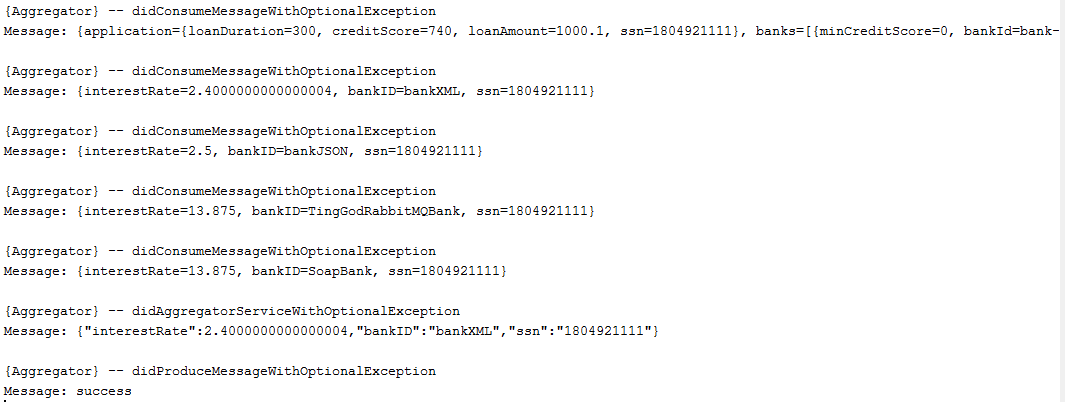 {Aggregator} -- didConsumeMessageWithOptionalException
Message: {application={loanDuration=300, creditScore=740, loanAmount=1000.1, ssn=1804921111}, banks=[{minCreditScore=0, bankId=bank-
{Aggregator} -- didConsumeMessageWithOptionalException
Message: {interestRate=2.4000000000000004, bankID=bankXML, ssn=1804921111}
{Aggregator} -- didConsumeMessageWithOptionalException
Message: {interestRate=2.5, bankID=bankJSON, ssn=1804921111}
{Aggregator} -- didConsumeMessageWithOptionalException
Message: {interestRate=13.875, bankID=TingGodRabbitMQBank, ssn=1804921111}
{Aggregator} -- didConsumeMessageWithOptionalException
Message: {interestRate=13.875, bankID=SoapBank, ssn=1804921111}
{Aggregator} -- didAggregatorServiceWithOptionalException
Message: {"interestRate":2.4000000000000004,"bankID":"bankXML","ssn":"1804921111"}
{Aggregator} -- didProduceMessageWithOptionalException
Message: success